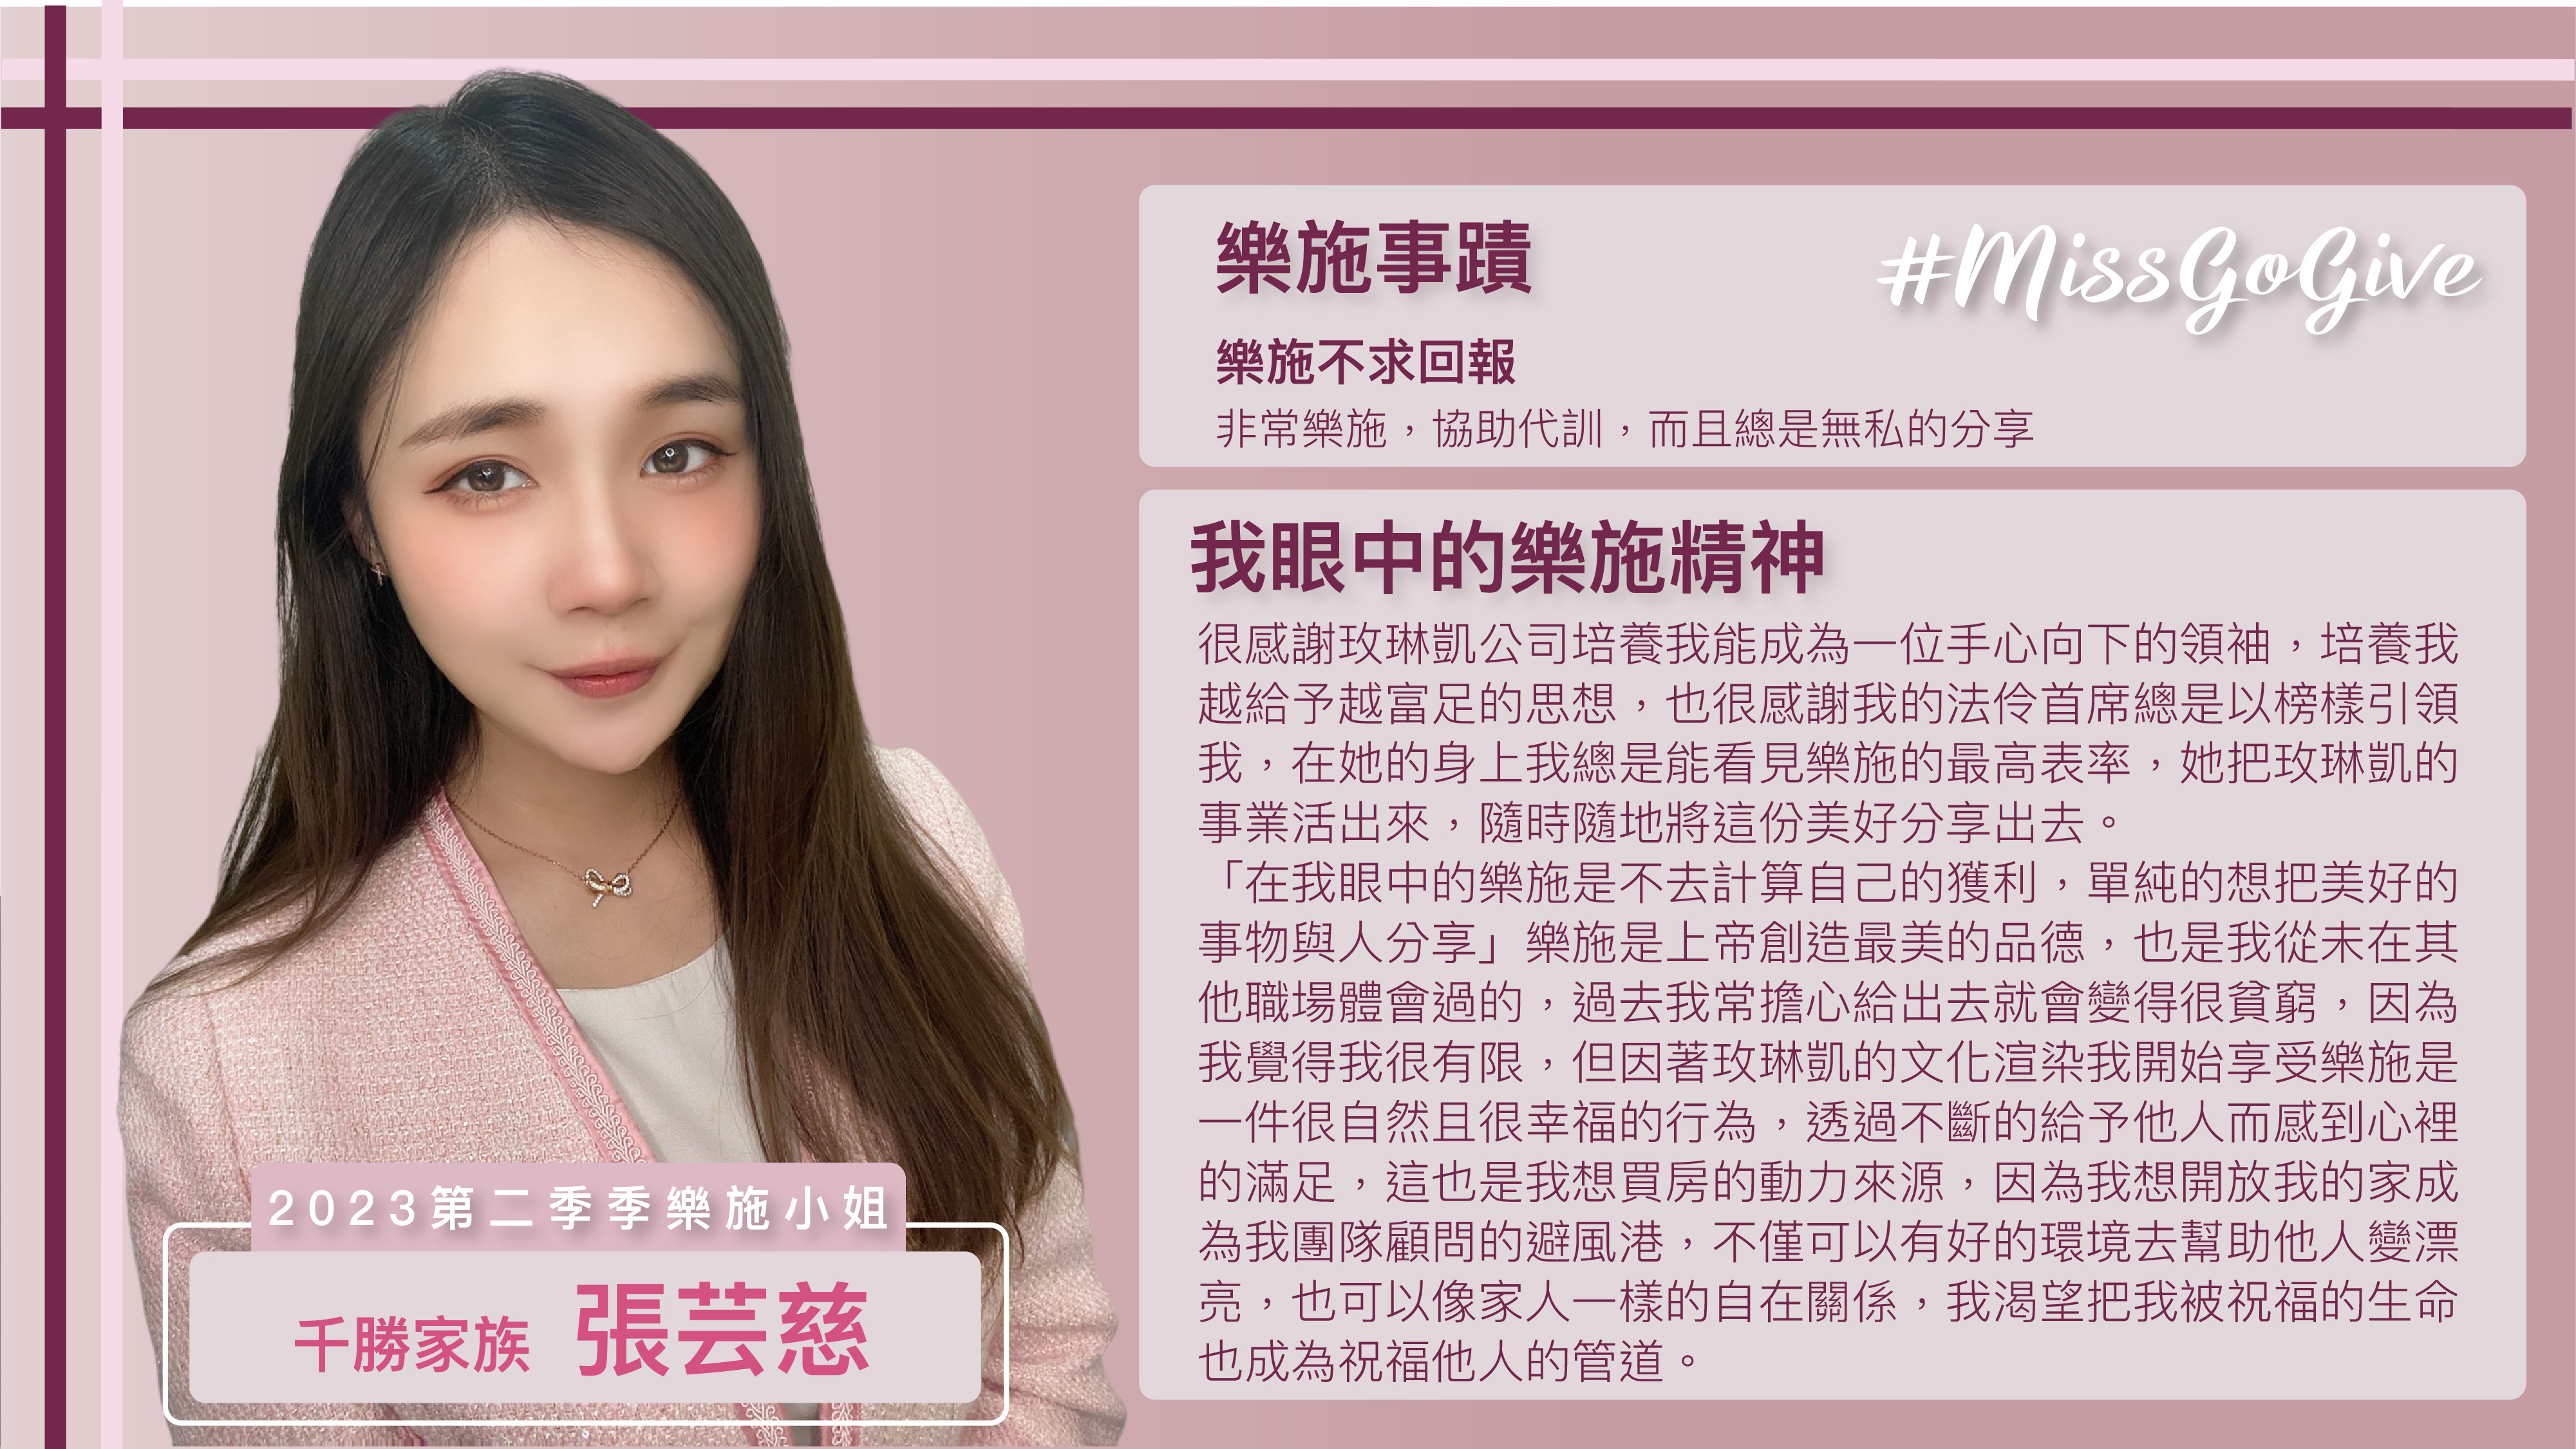 樂施事蹟
#MissGoGive
樂施不求回報
非常樂施，協助代訓，而且總是無私的分享
我眼中的樂施精神
很感謝玫琳凱公司培養我能成為一位手心向下的領袖，培養我
越給予越富足的思想，也很感謝我的法伶首席總是以榜樣引領
我，在她的身上我總是能看見樂施的最高表率，她把玫琳凱的
事業活出來，隨時隨地將這份美好分享出去。
「在我眼中的樂施是不去計算自己的獲利，單純的想把美好的
事物與人分享」樂施是上帝創造最美的品德，也是我從未在其
他職場體會過的，過去我常擔心給出去就會變得很貧窮，因為
我覺得我很有限，但因著玫琳凱的文化渲染我開始享受樂施是
一件很自然且很幸福的行為，透過不斷的給予他人而感到心裡
的滿足，這也是我想買房的動力來源，因為我想開放我的家成
為我團隊顧問的避風港，不僅可以有好的環境去幫助他人變漂
亮，也可以像家人一樣的自在關係，我渴望把我被祝福的生命
也成為祝福他人的管道。
2023第二季季樂施小姐
千勝家族 張芸慈